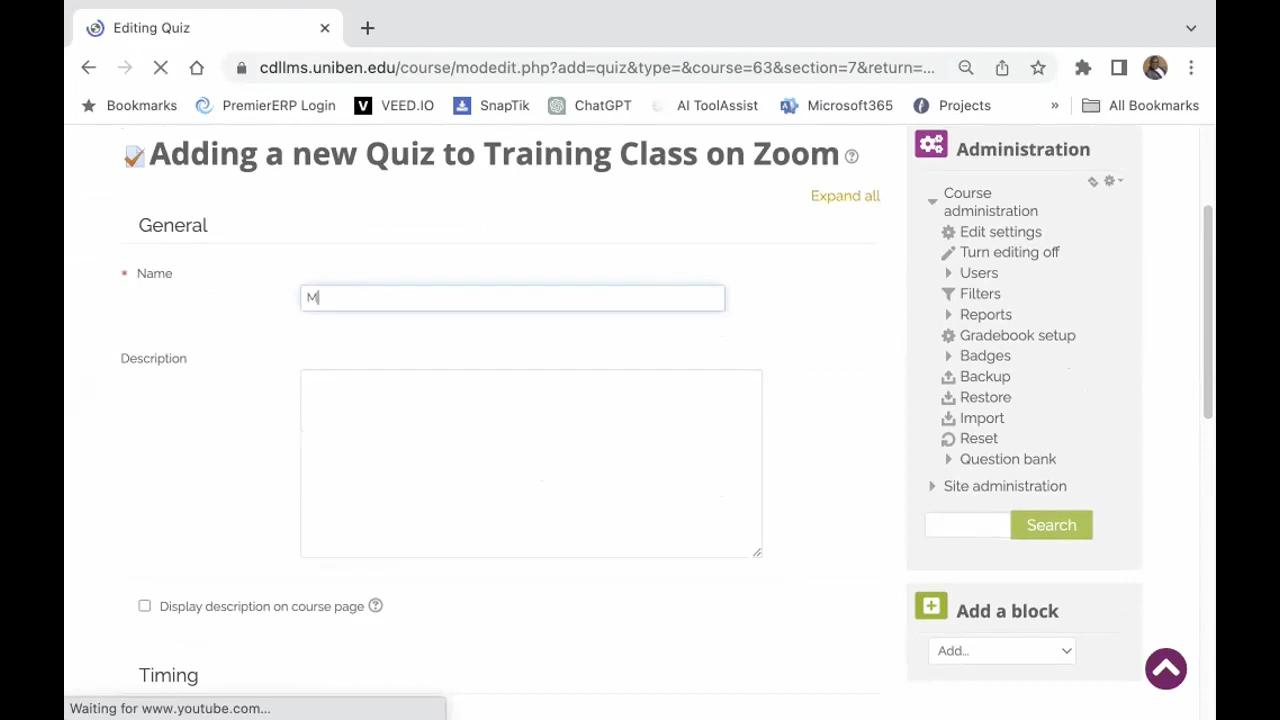 Editing Quiz
cdllms.uniben.edu/course/modedit.php?add=quiz&type=&course=63&section=7&return=...
Bookmarks PremierERP Login VEED.IO SnapTik ChatGPT AI ToolAssist Microsoft365 Projects » All Bookmarks
Adding a new Quiz to Training Class on Zoom
Expand all
General
* Name
M
Description
Display description on course page
Timing
Administration
Course
administration
Edit settings
Turn editing off
Users
Filters
Reports
Gradebook setup
Badges
Backup
Restore
Import
Reset
Question bank
Site administration
Search
Add a block
Add...
Waiting for www.youtube.com...